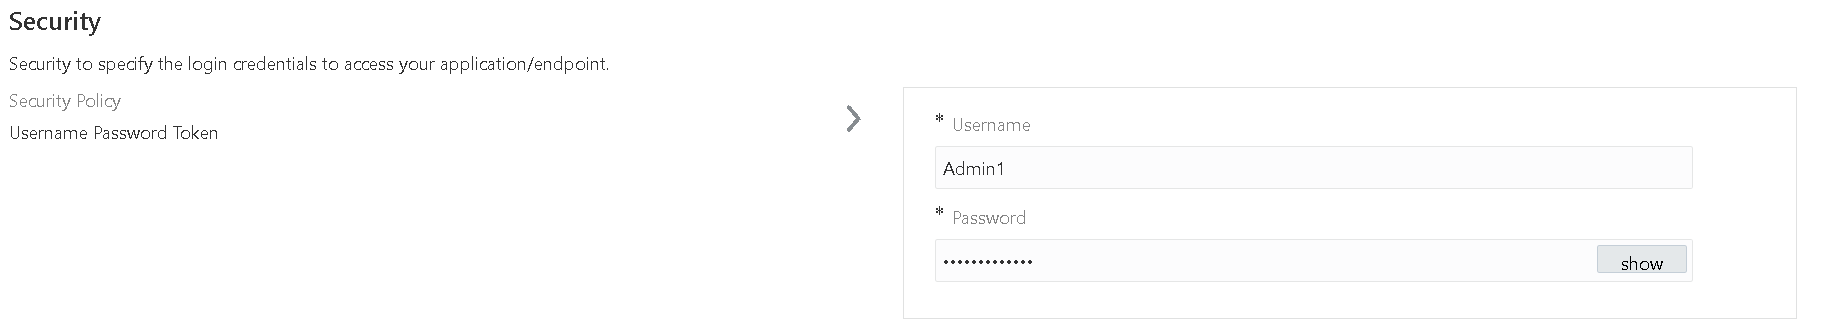 Security
Security to specify the login credentials to access your application/endpoint.
Security Policy
Username Password Token
* Username
Admin1
* Password
•••••••••••••
show